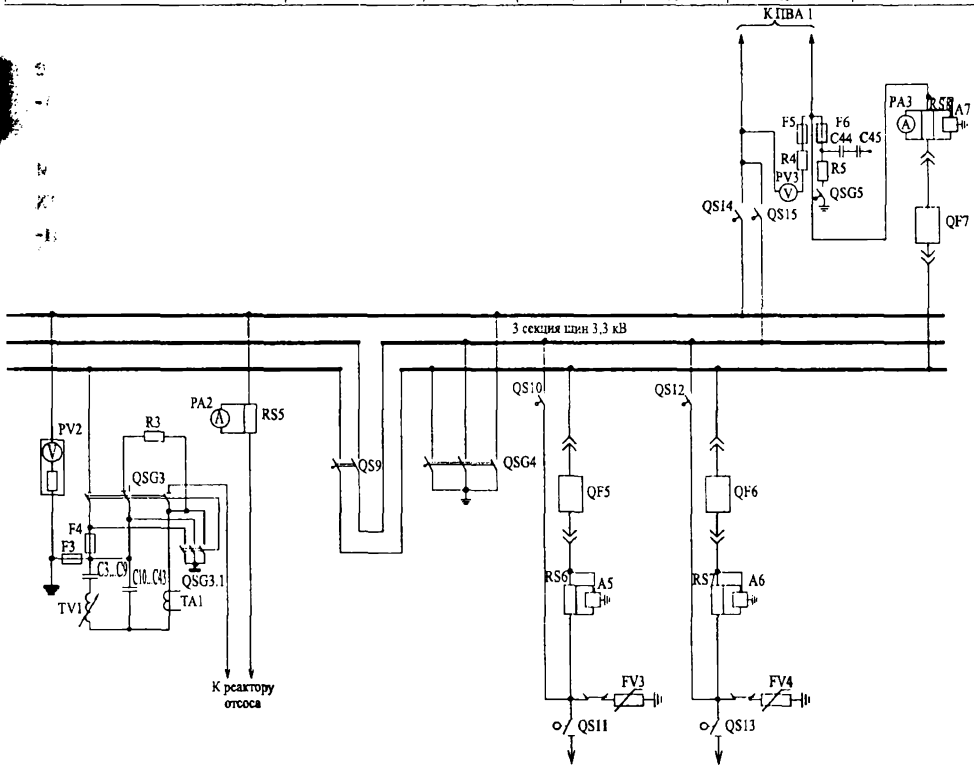 К ПВА 1
PA3
RS8
A7
A
F5
F6
C44
C45
R4
R5
PV3
V
QSG5
QS14
QS15
QF7
3 секция шин 3,3 кВ
QS10
QS12
PA2
A
RS5
R3
PV2
V
QSG3
QS9
QSG4
QF5
QF6
F4
F3
C3...C9
C10...C43
QSG3.1
TV1
TA1
RS6
A5
RS7
A6
К реактору
отсоса
FV3
FV4
QS11
QS13